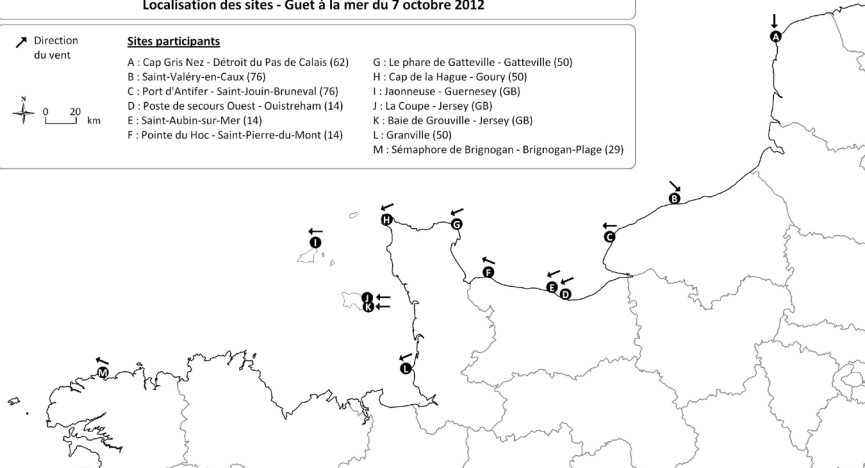 Localisation des sites - Guet à la mer du 7 octobre 2012
Direction
du vent
N
0 20
km
Sites participants
A : Cap Gris Nez - Détroit du Pas de Calais (62)
B : Saint-Valéry-en-Caux (76)
C : Port d'Antifer - Saint-Jouin-Bruneval (76)
D : Poste de secours Ouest - Ouistreham (14)
E : Saint-Aubin-sur-Mer (14)
F : Pointe du Hoc - Saint-Pierre-du-Mont (14)
G : Le phare de Gatteville - Gatteville (50)
H : Cap de la Hague - Goury (50)
I : Jaonneuse - Guernesey (GB)
J : La Coupe - Jersey (GB)
K : Baie de Grouville - Jersey (GB)
L : Granville (50)
M : Sémaphore de Brignogan - Brignogan-Plage (29)
A
B
C
H
G
I
F
E
D
J
K
L
M